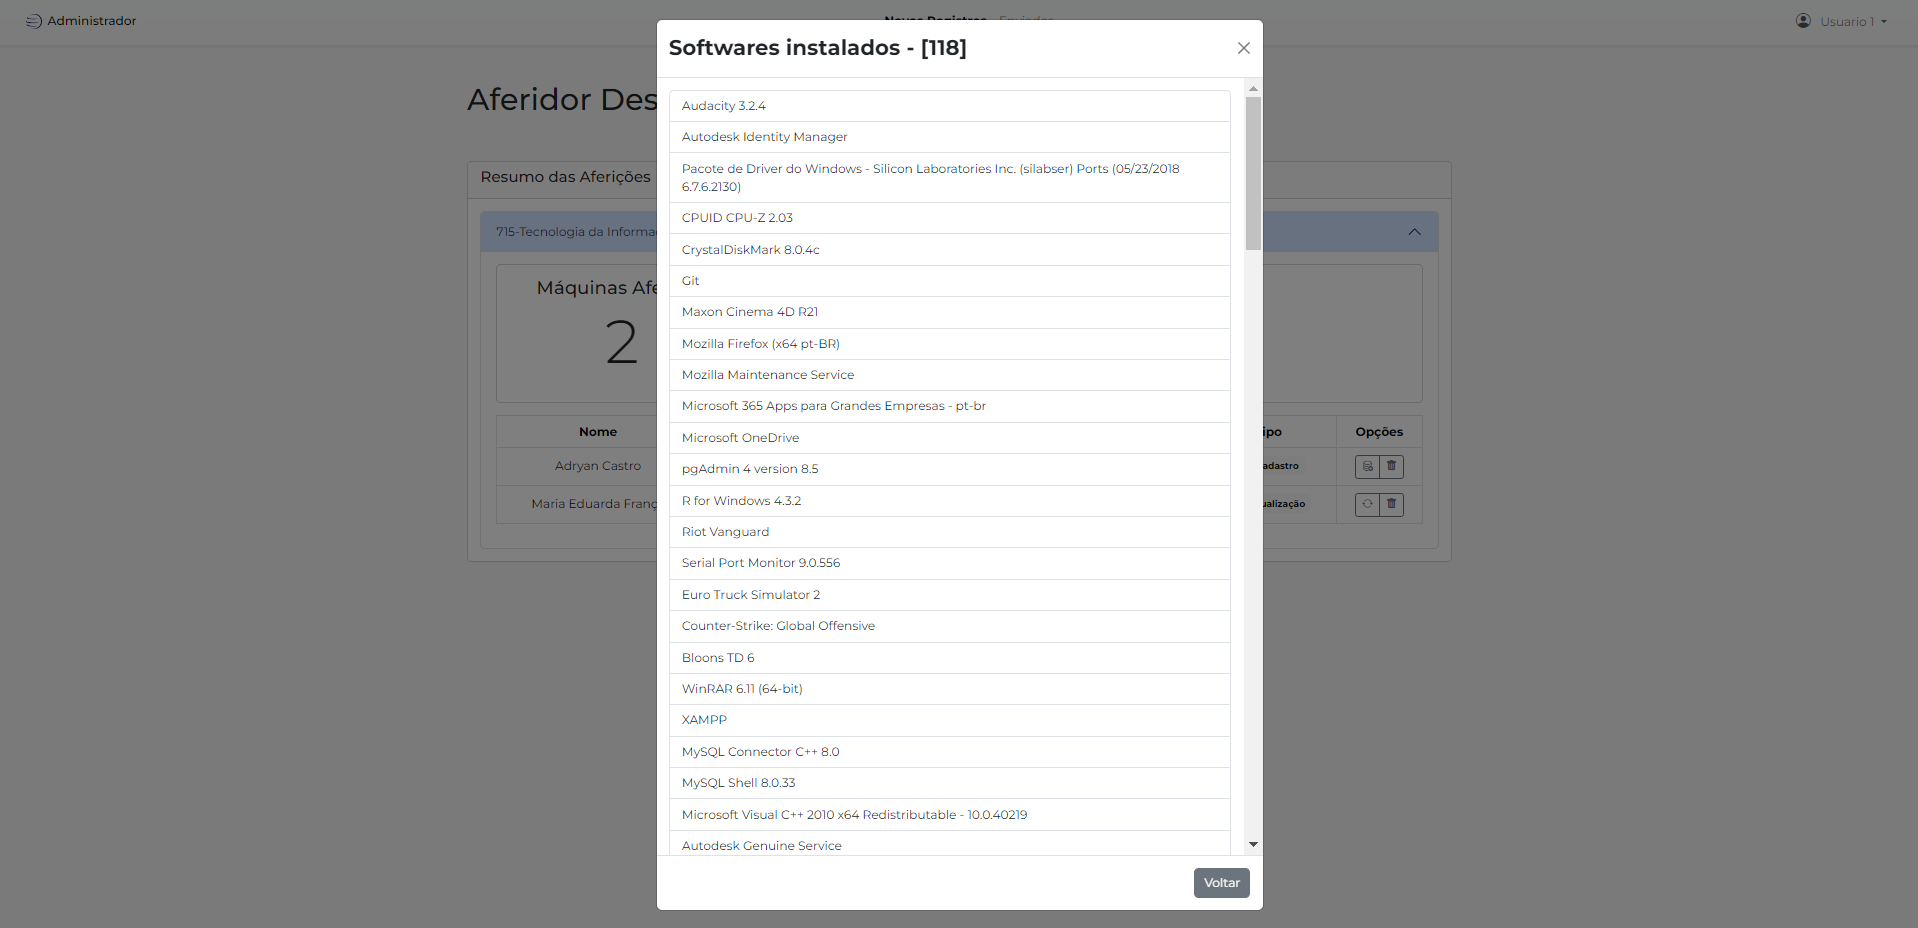 Administrador
Usuario 1
Softwares instalados - [118]
Aferidor Des
Resumo das Aferições
715-Tecnologia da Informa
Máquinas Afe
2
Nome
Opções
Adryan Castro
Maria Eduarda Franç
Audacity 3.2.4
Autodesk Identity Manager
Pacote de Driver do Windows - Silicon Laboratories Inc. (silabser) Ports (05/23/2018
6.7.6.2130)
CPUID CPU-Z 2.03
CrystalDiskMark 8.0.4c
Git
Maxon Cinema 4D R21
Mozilla Firefox (x64 pt-BR)
Mozilla Maintenance Service
Microsoft 365 Apps para Grandes Empresas - pt-br
Microsoft OneDrive
pgAdmin 4 version 8.5
R for Windows 4.3.2
Riot Vanguard
Serial Port Monitor 9.0.556
Euro Truck Simulator 2
Counter-Strike: Global Offensive
Bloons TD 6
WinRAR 6.11 (64-bit)
XAMPP
MySQL Connector C++ 8.0
MySQL Shell 8.0.33
Microsoft Visual C++ 2010 x64 Redistributable - 10.0.40219
Autodesk Genuine Service
ipo
adastro
ualização
Voltar